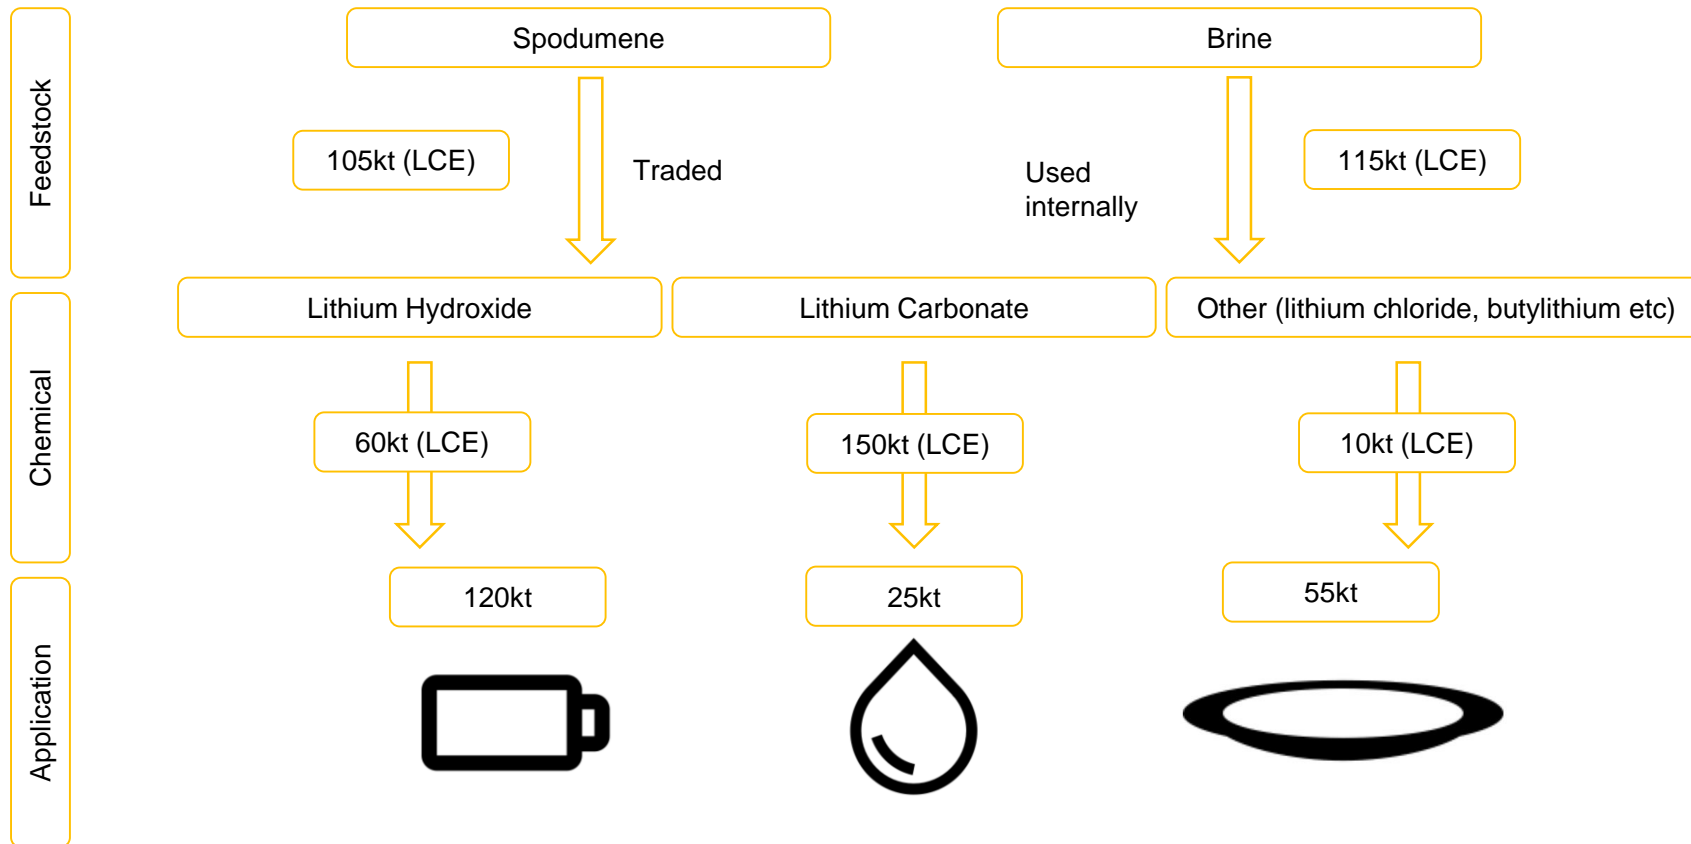 Feedstock
Spodumene
Brine
105kt (LCE)
Traded
Used
internally
115kt (LCE)
Chemical
Lithium Hydroxide
Lithium Carbonate
Other (lithium chloride, butylithium etc)
60kt (LCE)
150kt (LCE)
10kt (LCE)
Application
120kt
25kt
55kt